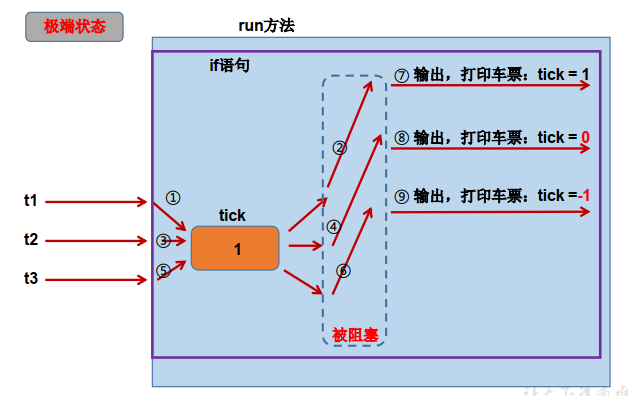 极端状态
run方法
if语句
⑦ 输出，打印车票：tick = 1
②
⑧ 输出，打印车票：tick = 0
t1
①
tick
⑨ 输出，打印车票：tick =-1
④
t2
③
1
t3
⑤
⑥
被阻塞